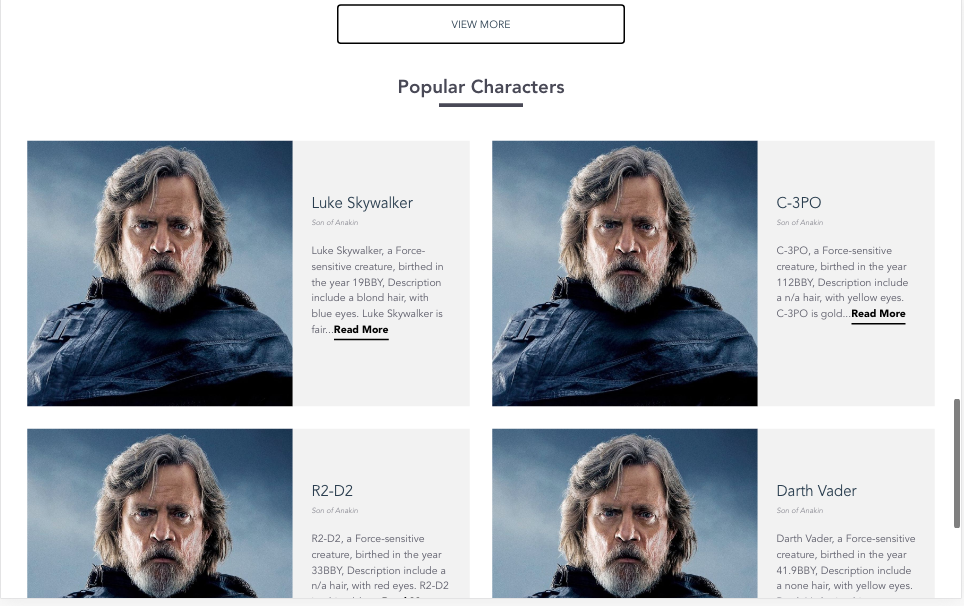 VIEW MORE
Popular Characters
Luke Skywalker
Son of Anakin
Luke Skywalker, a Force-
sensitive creature, birthed in
the year 19BBY, Description
include a blond hair, with
blue eyes. Luke Skywalker is
fair...Read More
C-3PO
Son of Anakin
C-3PO, a Force-sensitive
creature, birthed in the year
112BBY, Description include
a n/a hair, with yellow eyes.
C-3PO is gold...Read More
R2-D2
Son of Anakin
R2-D2, a Force-sensitive
creature, birthed in the year
33BBY, Description include a
n/a hair, with red eyes. R2-D2
Darth Vader
Son of Anakin
Darth Vader, a Force-sensitive
creature, birthed in the year
41.9BBY, Description include
a none hair, with yellow eyes.